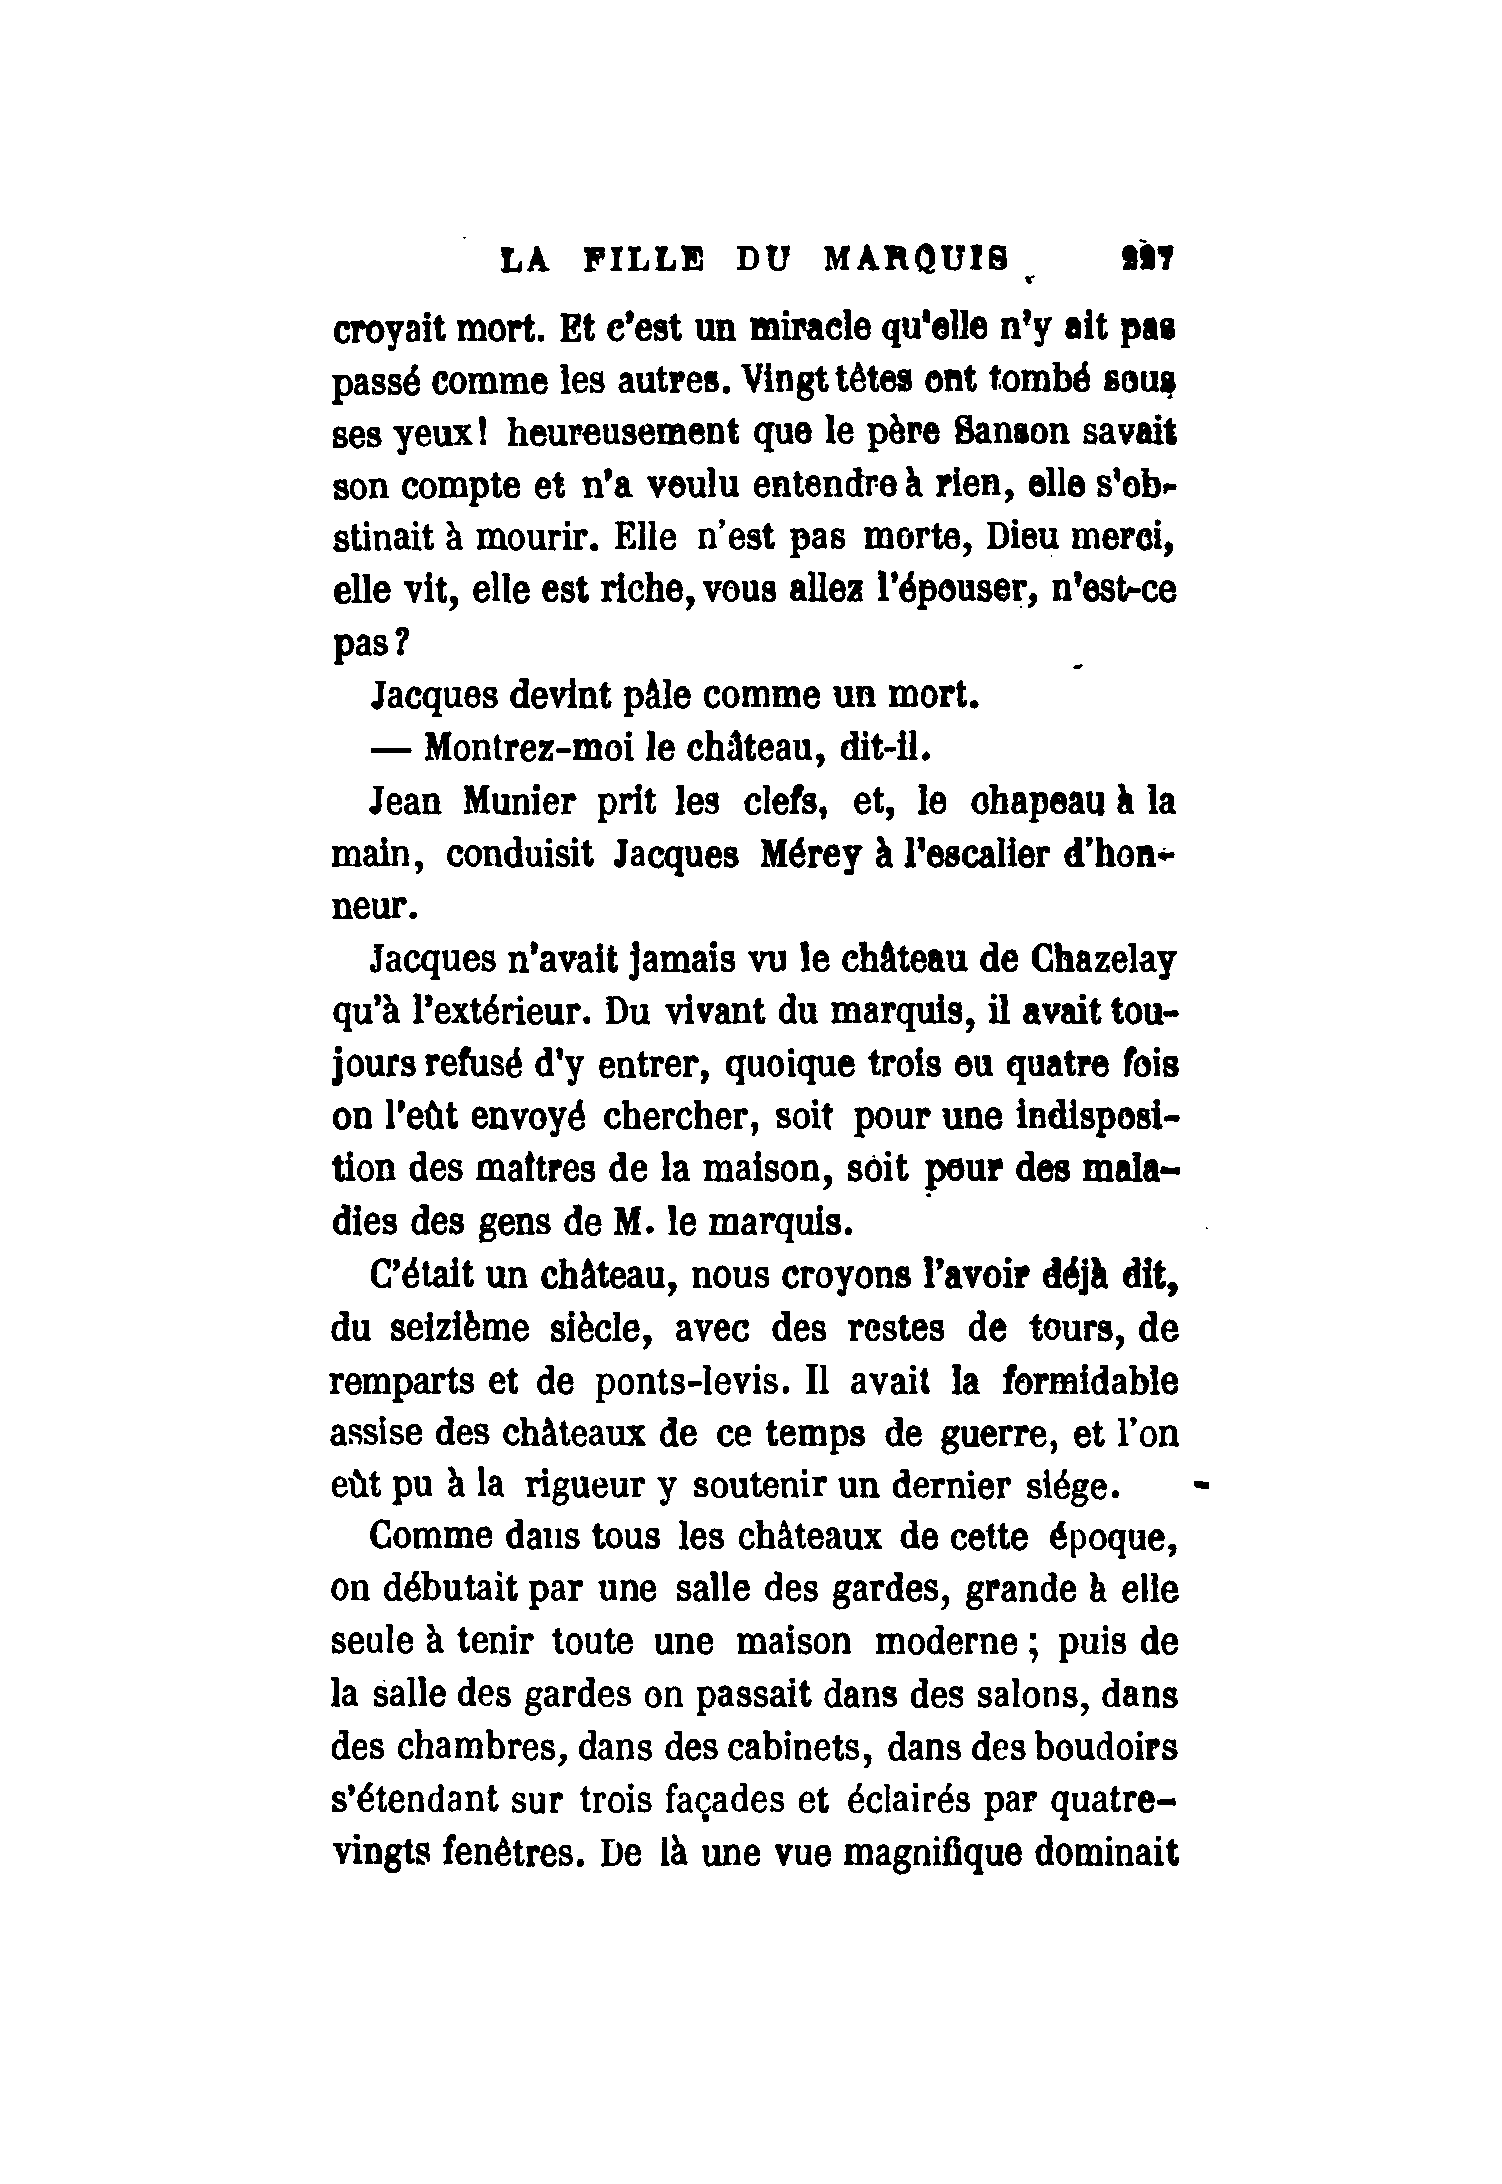 LA FILLE DU MARQUIS 227
croyait mort. Et c'est un miracle qu'elle n'y ait pas
passé comme les autres. Vingt têtes ont tombé sous
ses yeux! heureusement que le père Sanson savait
son compte et n'a voulu entendre à rien, elle s'ob-
stinait à mourir. Elle n'est pas morte, Dieu merci,
elle vit, elle est riche, vous allez l'épouser, n'est-ce
pas?
Jacques devint pâle comme un mort.
— Montrez-moi le château, dit-il.
Jean Munier prit les clefs, et, le chapeau à la
main, conduisit Jacques Mérey à l'escalier d'hon-
neur.
Jacques n'avait jamais vu le château de Chazelay
qu'à l'extérieur. Du vivant du marquis, il avait tou-
jours refusé d'y entrer, quoique trois ou quatre fois
on l'eût envoyé chercher, soit pour une indisposi-
tion des maîtres de la maison, soit pour des mala-
dies des gens de M. le marquis.
C'était un château, nous croyons l'avoir déjà dit,
du seizième siècle, avec des restes de tours, de
remparts et de ponts-levis. Il avait la formidable
assise des châteaux de ce temps de guerre, et l'on
eût pu à la rigueur y soutenir un dernier siége.
Comme dans tous les châteaux de cette époque,
on débutait par une salle des gardes, grande à elle
seule à tenir toute une maison moderne ; puis de
la salle des gardes on passait dans des salons, dans
des chambres, dans des cabinets, dans des boudoirs
s'étendant sur trois façades et éclairés par quatre-
vingts fenêtres. De là une vue magnifique dominait